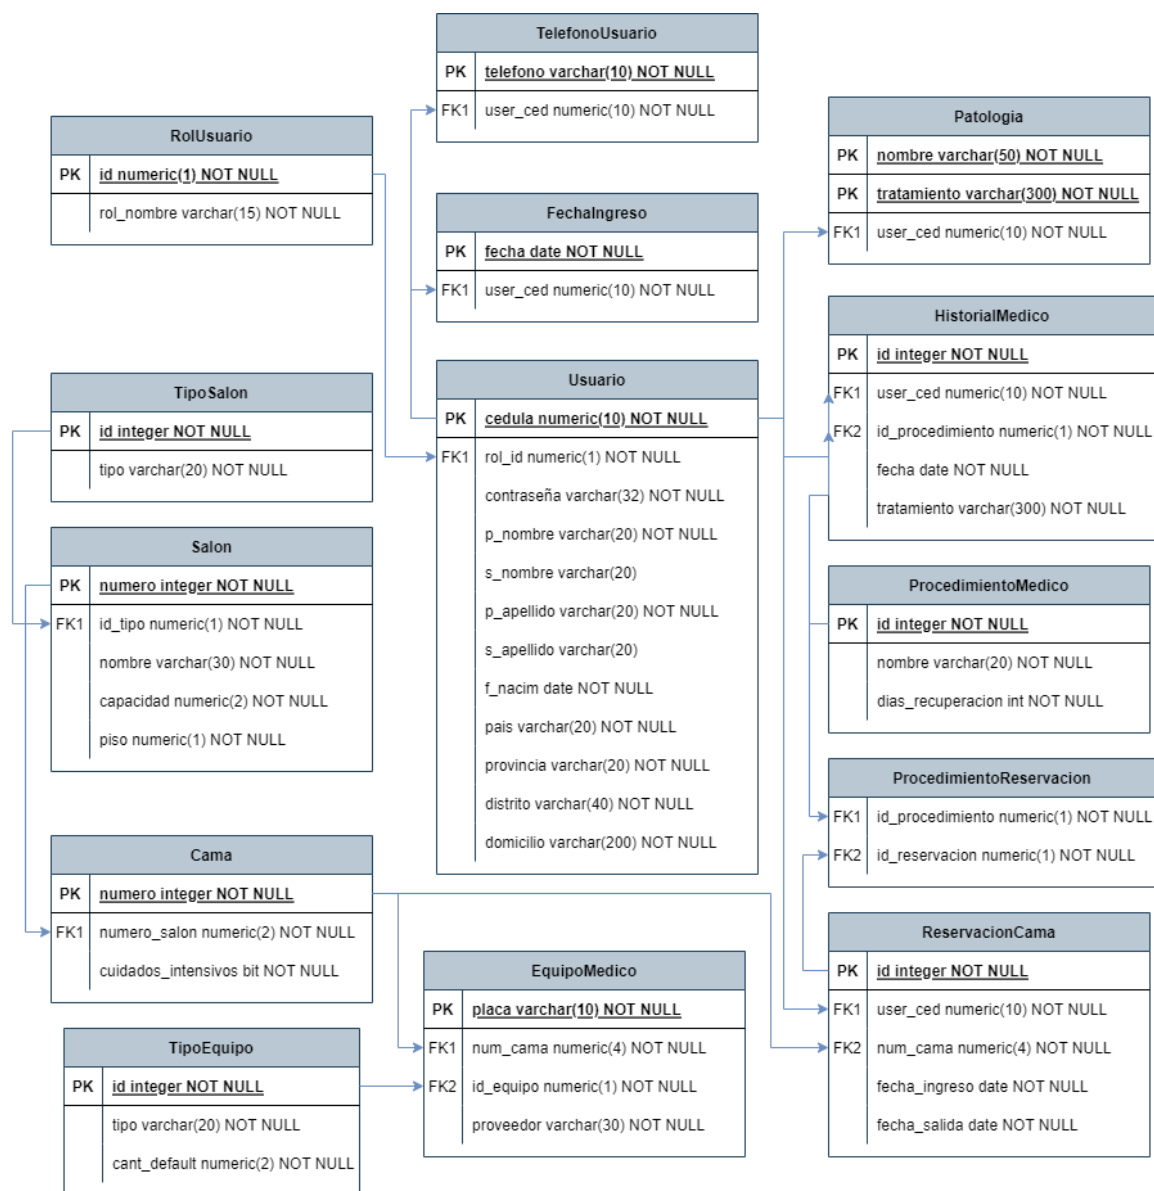 TelefonoUsuario
PK telefono varchar(10) NOT NULL
FK1 user_ced numeric(10) NOT NULL
RolUsuario
PK id numeric(1) NOT NULL
rol_nombre varchar(15) NOT NULL
FechaIngreso
PK fecha date NOT NULL
FK1 user_ced numeric(10) NOT NULL
Patologia
PK nombre varchar(50) NOT NULL
PK tratamiento varchar(300) NOT NULL
FK1 user_ced numeric(10) NOT NULL
HistorialMedico
PK id integer NOT NULL
FK1 user_ced numeric(10) NOT NULL
FK2 id_procedimiento numeric(1) NOT NULL
fecha date NOT NULL
tratamiento varchar(300) NOT NULL
TipoSalon
PK id integer NOT NULL
tipo varchar(20) NOT NULL
Usuario
PK cedula numeric(10) NOT NULL
FK1 rol_id numeric(1) NOT NULL
contraseña varchar(32) NOT NULL
p_nombre varchar(20) NOT NULL
s_nombre varchar(20)
p_apellido varchar(20) NOT NULL
s_apellido varchar(20)
f_nacim date NOT NULL
pais varchar(20) NOT NULL
provincia varchar(20) NOT NULL
distrito varchar(40) NOT NULL
domicilio varchar(200) NOT NULL
Salon
PK numero integer NOT NULL
FK1 id_tipo numeric(1) NOT NULL
nombre varchar(30) NOT NULL
capacidad numeric(2) NOT NULL
piso numeric(1) NOT NULL
ProcedimientoMedico
PK id integer NOT NULL
nombre varchar(20) NOT NULL
dias_recuperacion int NOT NULL
ProcedimientoReservacion
FK1 id_procedimiento numeric(1) NOT NULL
FK2 id_reservacion numeric(1) NOT NULL
Cama
PK numero integer NOT NULL
FK1 numero_salon numeric(2) NOT NULL
cuidados_intensivos bit NOT NULL
EquipoMedico
PK placa varchar(10) NOT NULL
FK1 num_cama numeric(4) NOT NULL
FK2 id_equipo numeric(1) NOT NULL
proveedor varchar(30) NOT NULL
ReservacionCama
PK id integer NOT NULL
FK1 user_ced numeric(10) NOT NULL
FK2 num_cama numeric(4) NOT NULL
fecha_ingreso date NOT NULL
fecha_salida date NOT NULL
TipoEquipo
PK id integer NOT NULL
tipo varchar(20) NOT NULL
cant_default numeric(2) NOT NULL